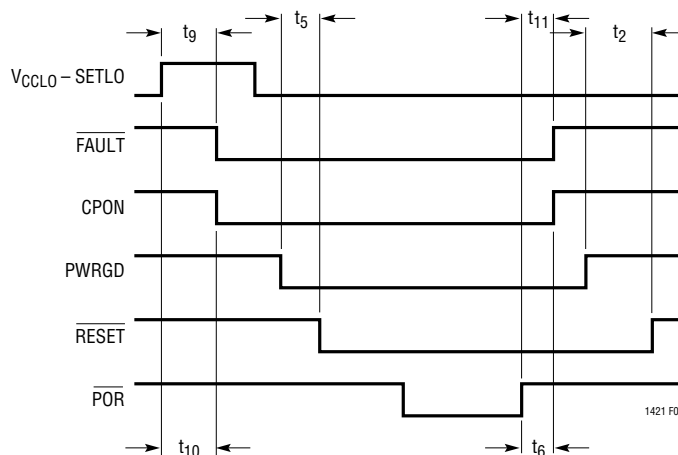 t9 t5 t11 t2
VCCLO – SETLO
FAULT
CPON
PWRGD
RESET
POR
1421 F0
t10 t6